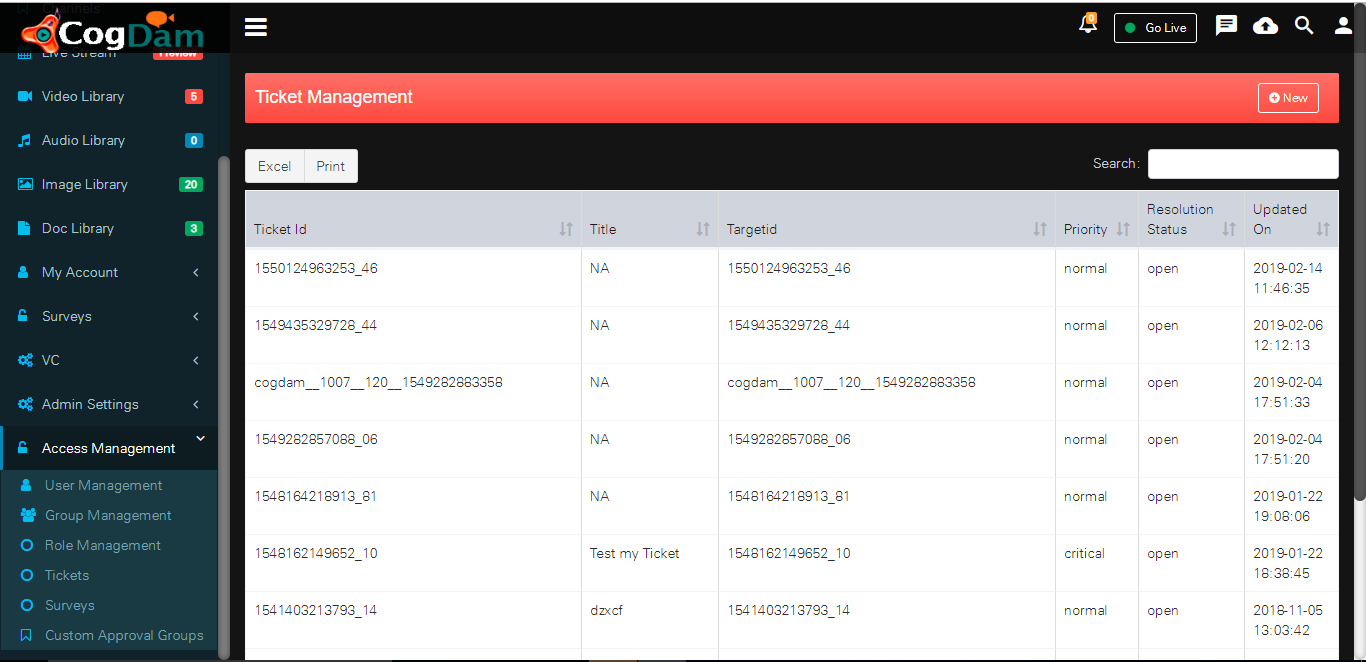 Channels
CogDam
0
Go Live
Live Stream
Preview
Video Library 5
Audio Library 0
Image Library 20
Doc Library 3
My Account
Surveys
VC
Admin Settings
Access Management
User Management
Group Management
Role Management
Tickets
Surveys
Custom Approval Groups
Ticket Management
New
Excel Print
Search:
Ticket Id Title Targetid Priority Resolution Status Updated On
1550124963253_46 NA 1550124963253_46 normal open 2019-02-14 11:46:35
1549435329728_44 NA 1549435329728_44 normal open 2019-02-06 12:12:13
cogdam__1007__120__1549282883358 NA cogdam__1007__120__1549282883358 normal open 2019-02-04 17:51:33
1549282857088_06 NA 1549282857088_06 normal open 2019-02-04 17:51:20
1548164218913_81 NA 1548164218913_81 normal open 2019-01-22 19:08:06
1548162149652_10 Test my Ticket 1548162149652_10 critical open 2019-01-22 18:38:45
1541403213793_14 dzxcf 1541403213793_14 normal open 2018-11-05 13:03:42